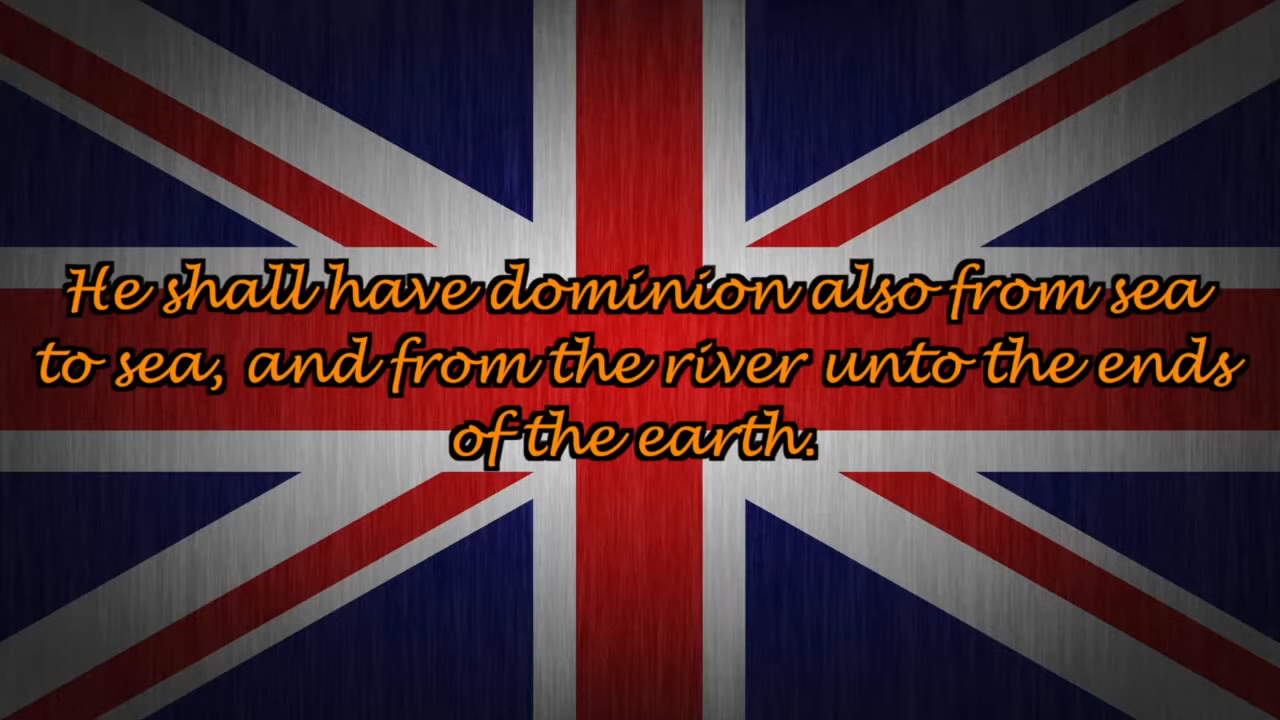 He shall have dominion also from sea
to sea, and from the river unto the ends
of the earth.